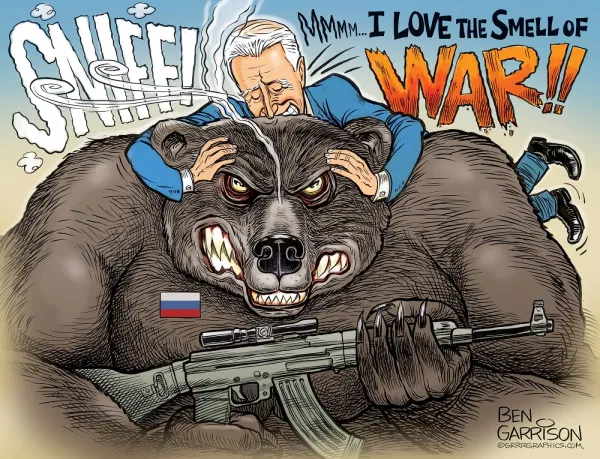 SNIFF!
MMMM... I LOVE THE SMELL OF
WAR!!
BEN
GARRISON
©GRRRGRAPHICS.COM